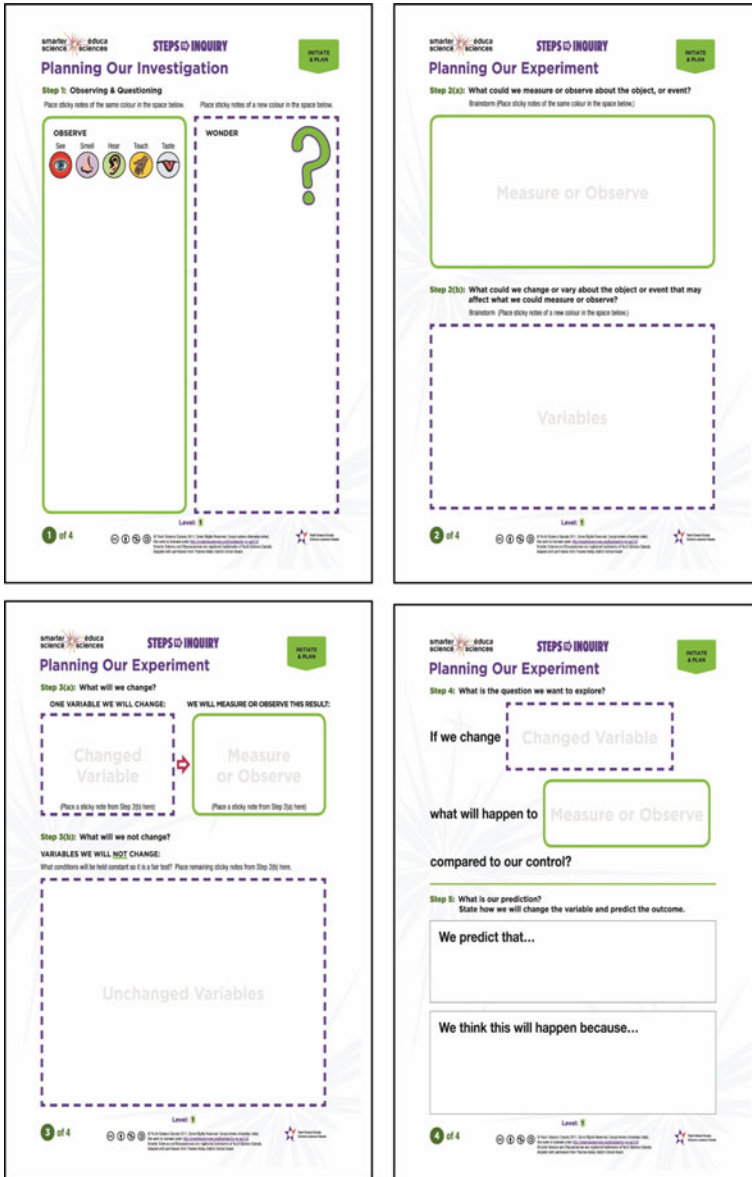 smarter science éduca sciences
STEPS INQUIRY
INITIATE & PLAN
Planning Our Investigation
Step 1: Observing & Questioning
Place sticky notes of the same colour in the space below. Place sticky notes of a new colour in the space below.
OBSERVE
See Smell Hear Touch Taste
WONDER
?
Level: 1
1 of 4
smarter science éduca sciences
STEPS INQUIRY
INITIATE & PLAN
Planning Our Experiment
Step 2(a): What could we measure or observe about the object, or event?
Brainstorm (Place sticky notes of the same colour in the space below.)
Measure or Observe
Step 2(b): What could we change or vary about the object or event that may
affect what we could measure or observe?
Brainstorm (Place sticky notes of a new colour in the space below.)
Variables
Level: 1
2 of 4
smarter science éduca sciences
STEPS INQUIRY
INITIATE & PLAN
Planning Our Experiment
Step 3(a): What will we change?
ONE VARIABLE WE WILL CHANGE: WE WILL MEASURE OR OBSERVE THIS RESULT:
Changed Variable
Measure or Observe
(Place a sticky note from Step 2(b) here) (Place a sticky note from Step 2(a) here)
Step 3(b): What will we not change?
VARIABLES WE WILL NOT CHANGE:
What conditions will be held constant so it is a fair test? Place remaining sticky notes from Step 2(b) here.
Unchanged Variables
Level: 1
3 of 4
smarter science éduca sciences
STEPS INQUIRY
INITIATE & PLAN
Planning Our Experiment
Step 4: What is the question we want to explore?
If we change Changed Variable
what will happen to Measure or Observe
compared to our control?
Step 5: What is our prediction?
State how we will change the variable and predict the outcome.
We predict that...
We think this will happen because...
Level: 1
4 of 4